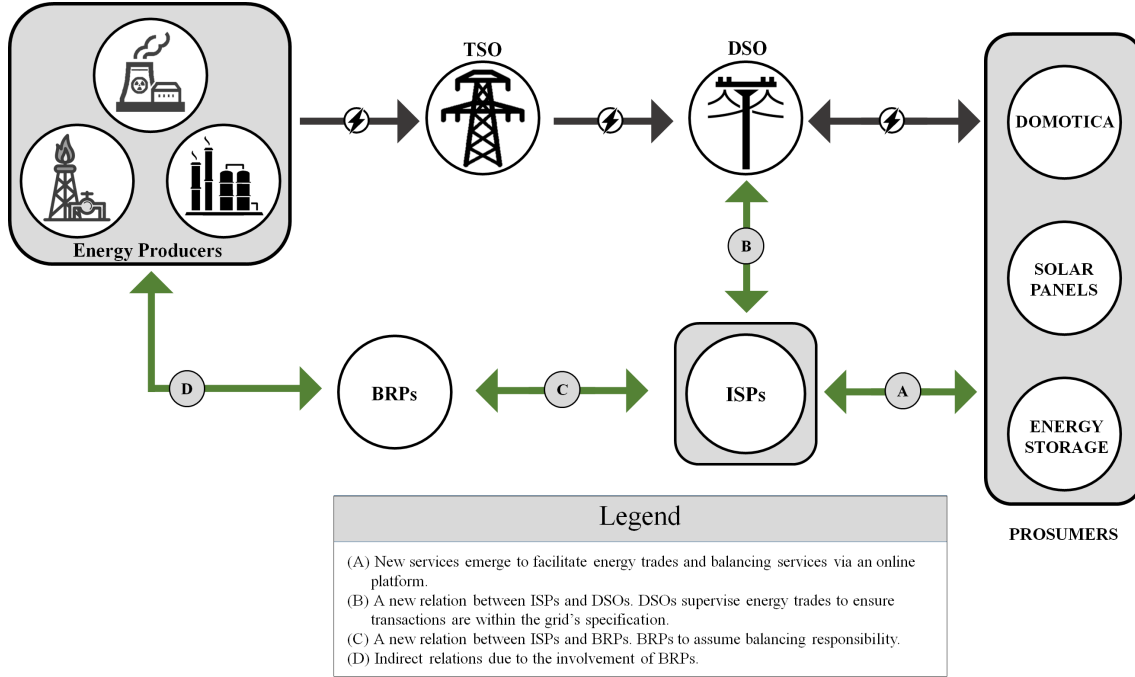 TSO
DSO
DOMOTICA
Energy Producers
B
SOLAR
PANELS
D
BRPs
C
ISPs
A
ENERGY
STORAGE
PROSUMERS
Legend
(A) New services emerge to facilitate energy trades and balancing services via an online
platform.
(B) A new relation between ISPs and DSOs. DSOs supervise energy trades to ensure
transactions are within the grid's specification.
(C) A new relation between ISPs and BRPs. BRPs to assume balancing responsibility.
(D) Indirect relations due to the involvement of BRPs.